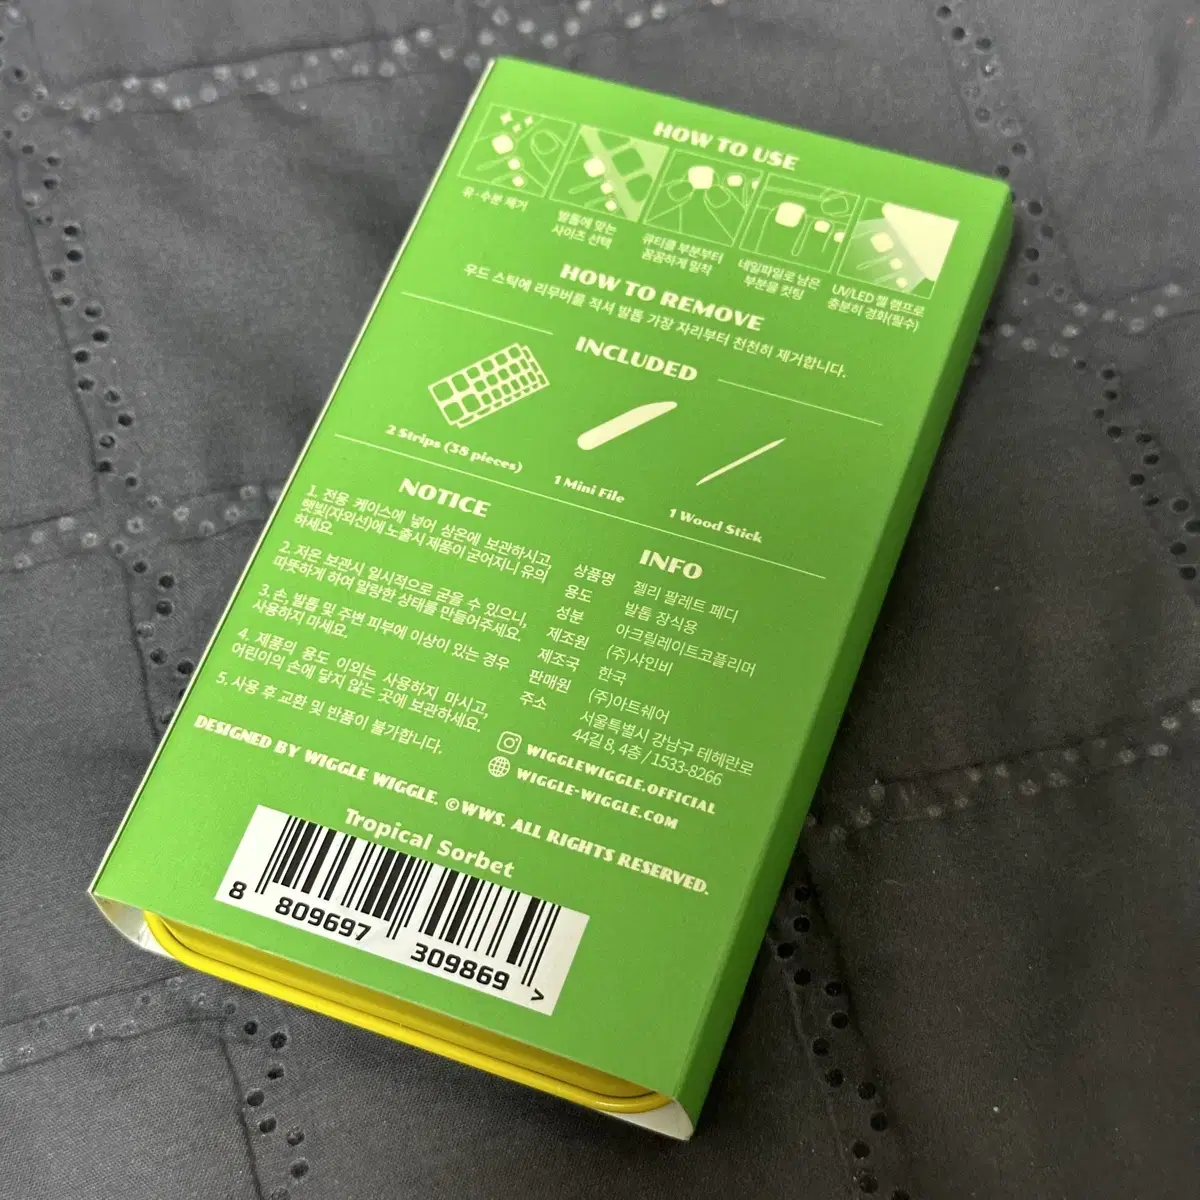 HOW TO USE
유·수분 제거
발톱에 맞는
사이즈 선택
큐티클 부분부터
꼼꼼하게 밀착
네일파일로 남은
부분을 컷팅
UV/LED 젤 램프로
충분히 경화(필수)
HOW TO REMOVE
우드 스틱에 리무버를 적셔 발톱 가장 자리부터 천천히 제거합니다.
INCLUDED
2 Strips (38 pieces)
1 Mini File
1 Wood Stick
NOTICE
1. 전용 케이스에 넣어 상온에 보관하시고
햇빛(자외선)에 노출시 제품이 굳어지니 유의
하세요.
2. 저온 보관시 일시적으로 굳을 수 있으니,
따뜻하게 하여 말랑한 상태를 만들어주세요.
3. 손, 발톱 및 주변 피부에 이상이 있는 경우
사용하지 마세요.
4. 제품의 용도 이외는 사용하지 마시고,
어린이의 손에 닿지 않는 곳에 보관하세요.
5. 사용 후 교환 및 반품이 불가합니다.
INFO
상품명 젤리 팔레트 페디
용도 발톱 장식용
성분 아크릴레이트코폴리머
제조원 (주)샤인비
제조국 한국
판매원 (주)아트쉐어
주소 서울특별시 강남구 테헤란로
44길 8, 4층 / 1533-8266
WIGGLEWIGGLE.OFFICIAL
WIGGLE-WIGGLE.COM
DESIGNED BY WIGGLE WIGGLE. ©WWS. ALL RIGHTS RESERVED.
Tropical Sorbet
8 809697 309869 >